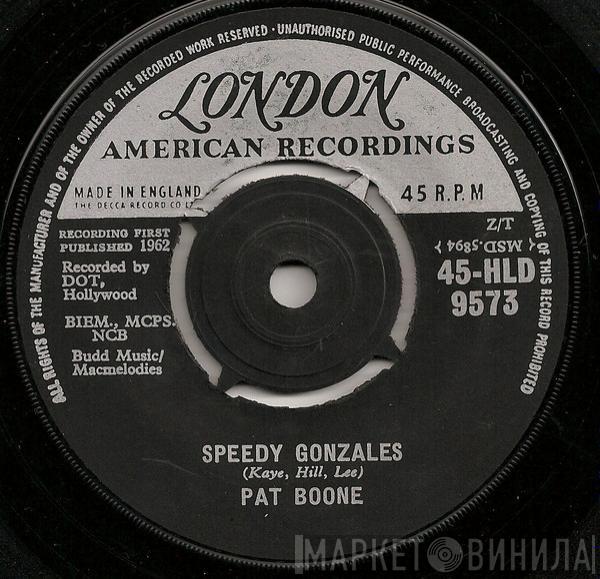 ALL RIGHTS OF THE MANUFACTURER AND OF THE OWNER OF THE RECORDED WORK RESERVED · UNAUTHORISED PUBLIC PERFORMANCE BROADCASTING AND COPYING OF THIS RECORD PROHIBITED
LONDON
AMERICAN RECORDINGS
MADE IN ENGLAND
THE DECCA RECORD CO LT
45 R.P.M
RECORDING FIRST
PUBLISHED 1962
Recorded by
DOT,
Hollywood
BIEM., MCPS.
NCB
Budd Music/
Macmelodies
Z/T
(MSD.5894)
45-HLD
9573
SPEEDY GONZALES
(Kaye, Hill, Lee)
PAT BOONE
МАРКЕТ ВИНИЛА